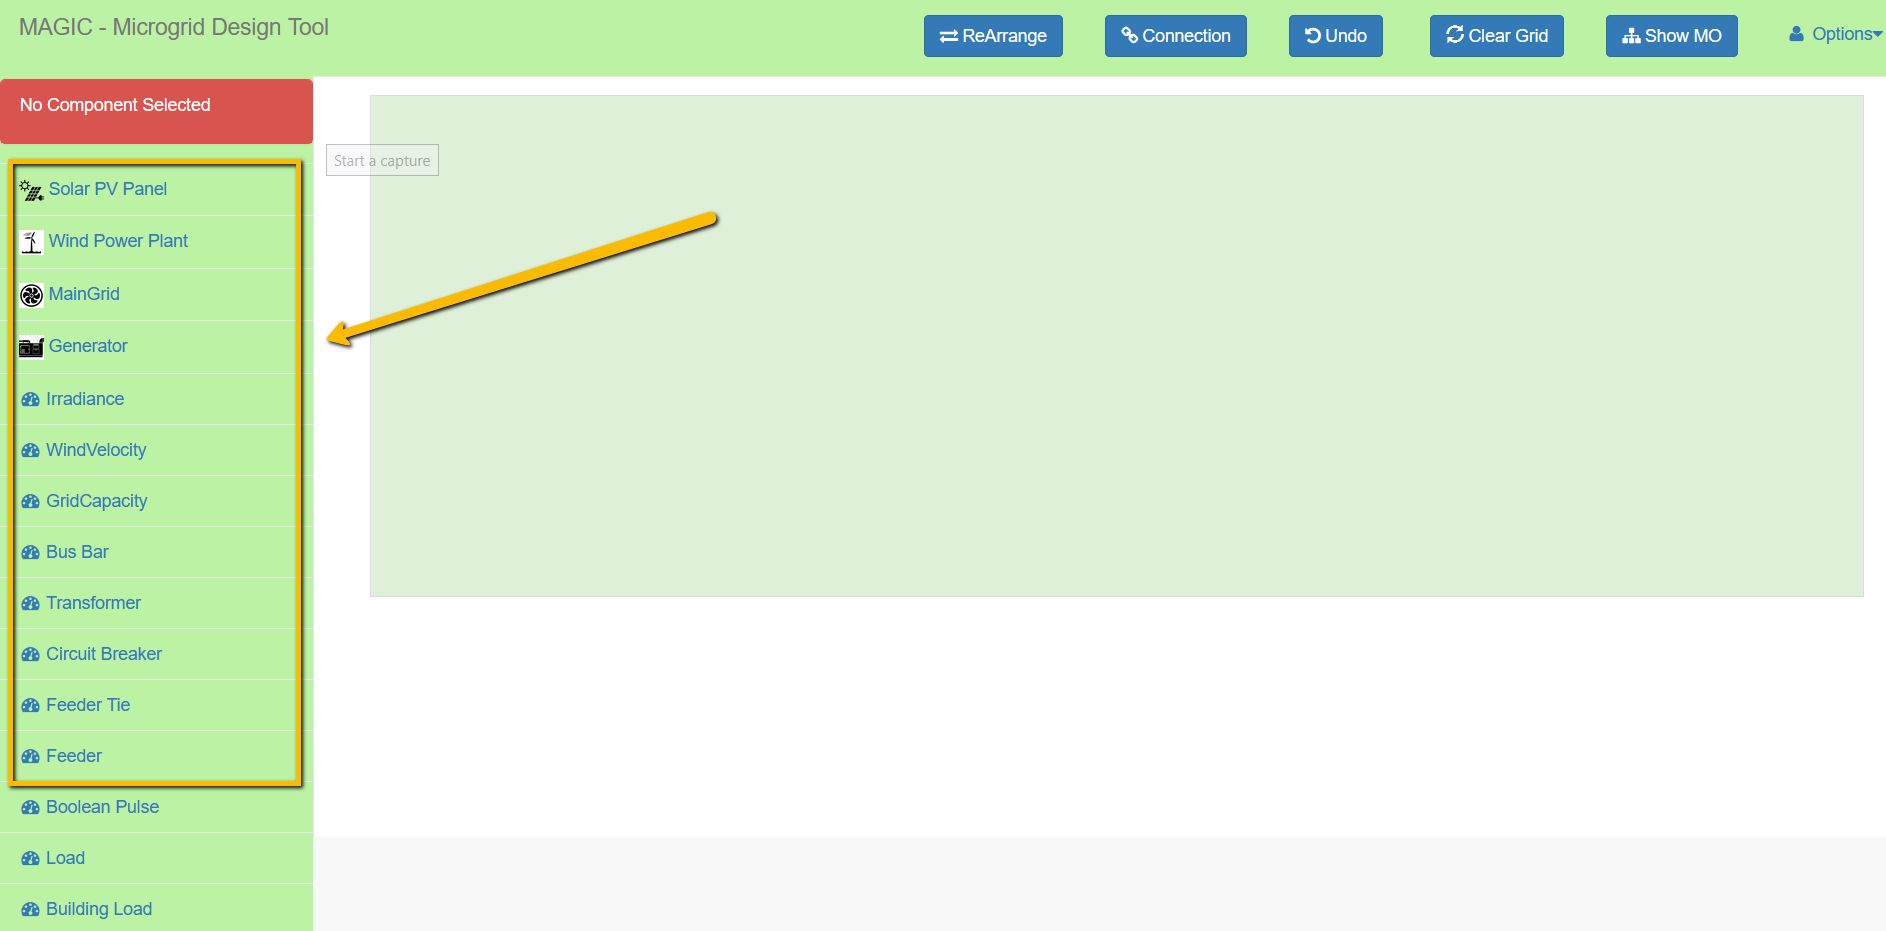 MAGIC - Microgrid Design Tool
ReArrange
Connection
Undo
Clear Grid
Show MO
Options
No Component Selected
Start a capture
Solar PV Panel
Wind Power Plant
MainGrid
Generator
Irradiance
WindVelocity
GridCapacity
Bus Bar
Transformer
Circuit Breaker
Feeder Tie
Feeder
Boolean Pulse
Load
Building Load